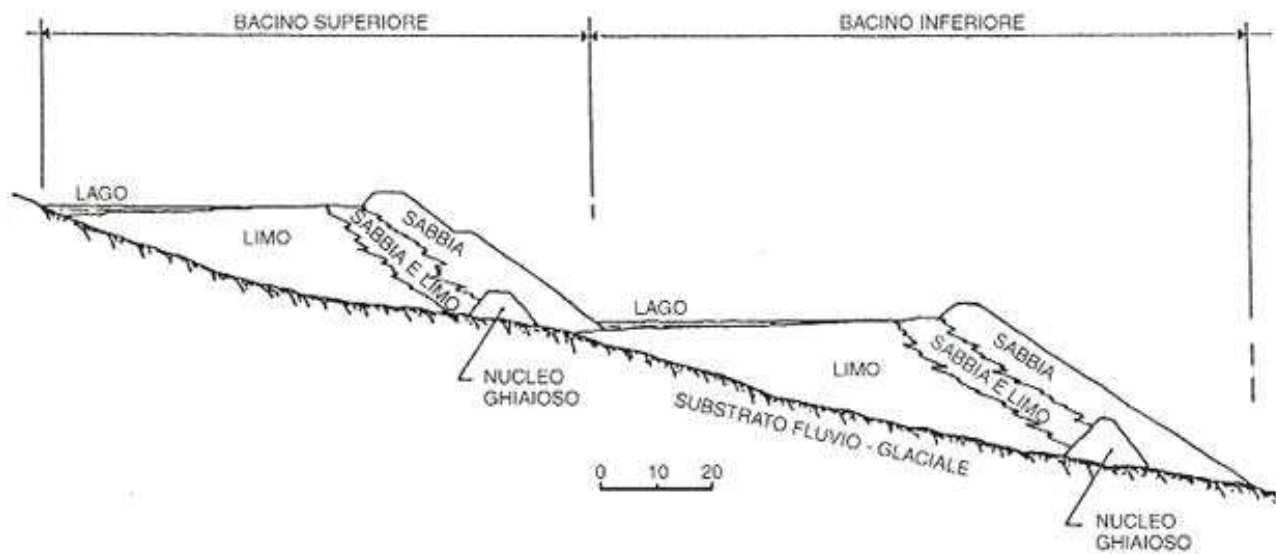 BACINO SUPERIORE
BACINO INFERIORE
LAGO
LIMO
SABBIA E LIMO
SABBIA
NUCLEO
GHIAIOSO
LAGO
LIMO
SABBIA E LIMO
SABBIA
SUBSTRATO FLUVIO - GLACIALE
0 10 20
NUCLEO
GHIAIOSO